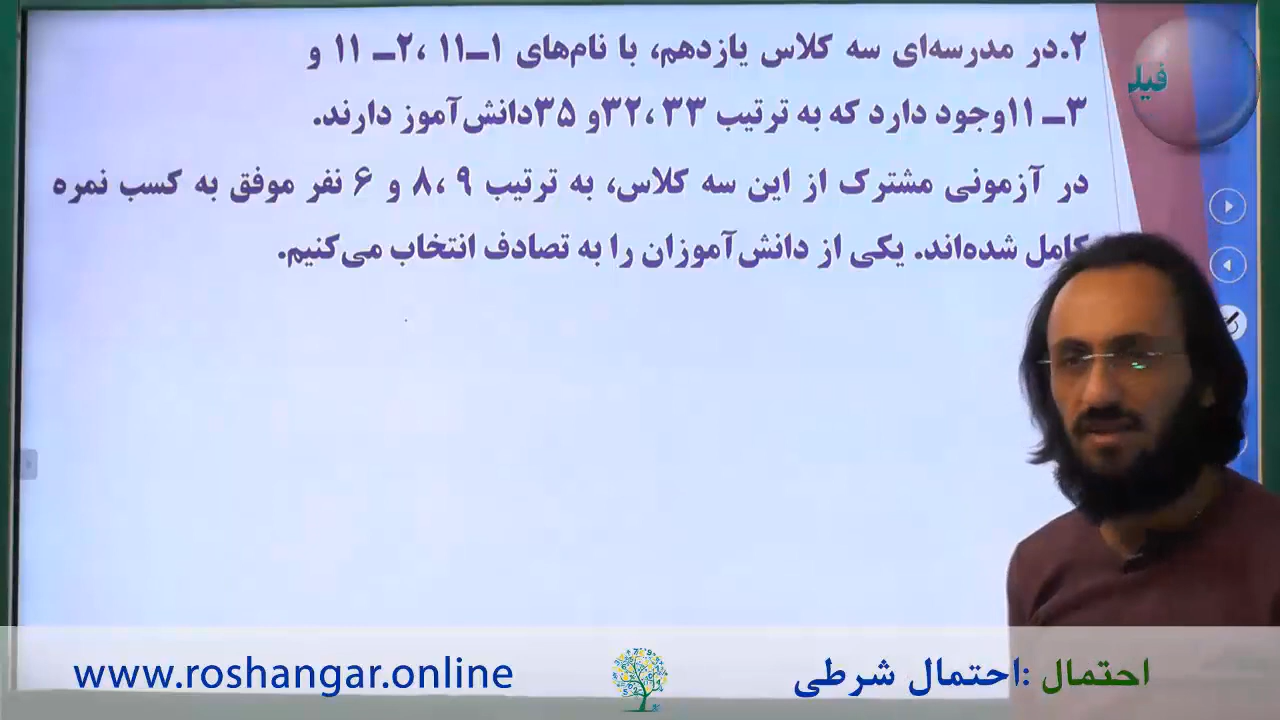 ۲.در مدرسه‌ای سه کلاس یازدهم، با نام‌های ۱ـ۱۱ ،۲ـ ۱۱ و
۳ـ ۱۱وجود دارد که به ترتیب ۳۳ ،۳۲و ۳۵دانش‌آموز دارند.
در آزمونی مشترک از این سه کلاس، به ترتیب ۹ ،۸ و ۶ نفر موفق به کسب نمره
کامل شده‌اند. یکی از دانش‌آموزان را به تصادف انتخاب می‌کنیم.
فیل
احتمال :احتمال شرطی
www.roshangar.online